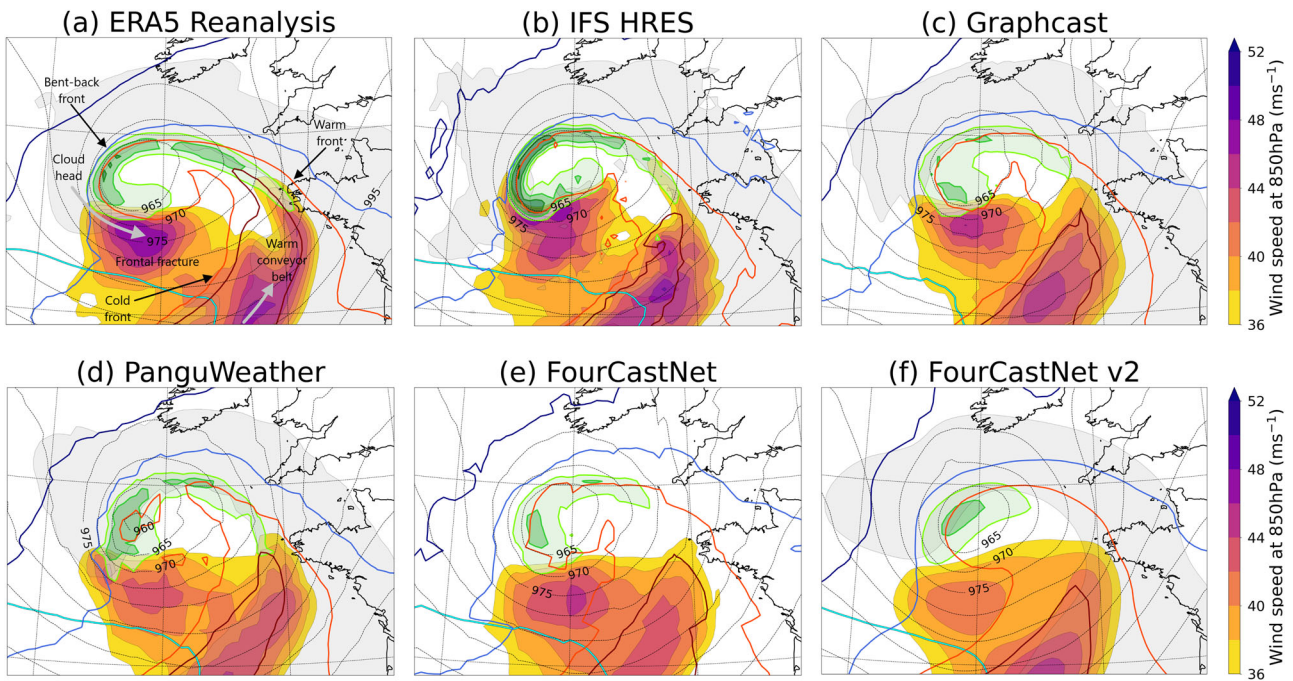 (a) ERA5 Reanalysis
Bent-back
front
Cloud
head
Warm
front
965
970
975
995
Frontal fracture
Warm
conveyor
belt
Cold
front
(b) IFS HRES
965
970
975
(c) Graphcast
965
970
975
52
48
44
40
36
Wind speed at 850hPa (ms⁻¹)
(d) PanguWeather
960
965
970
975
(e) FourCastNet
965
970
975
(f) FourCastNet v2
965
970
975
52
48
44
40
36
Wind speed at 850hPa (ms⁻¹)